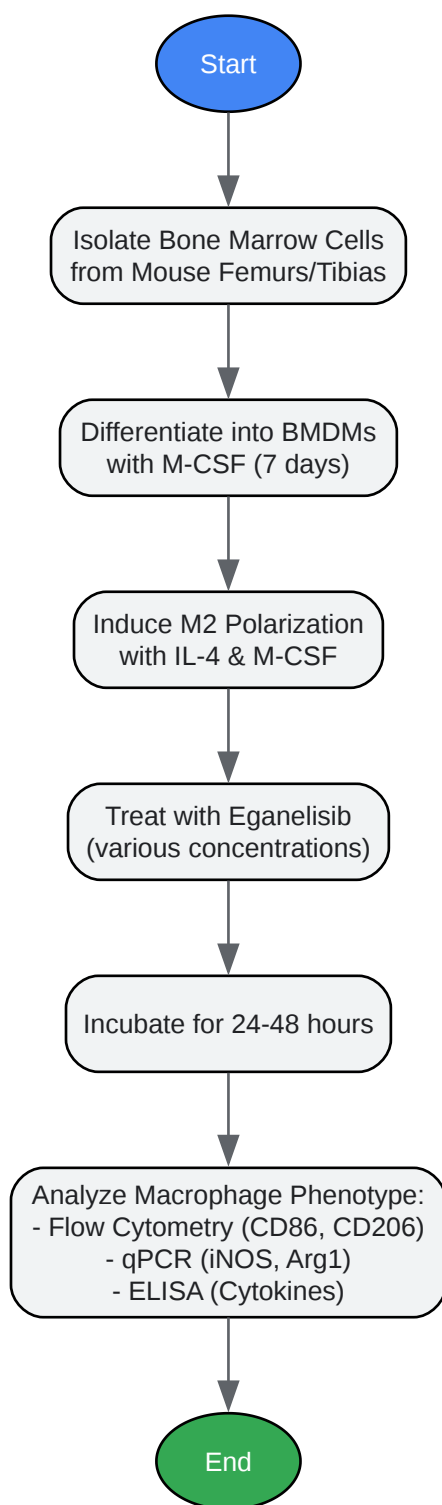 Start
Isolate Bone Marrow Cells
from Mouse Femurs/Tibias
Differentiate into BMDMs
with M-CSF (7 days)
Induce M2 Polarization
with IL-4 & M-CSF
Treat with Eganelisib
(various concentrations)
Incubate for 24-48 hours
Analyze Macrophage Phenotype:
- Flow Cytometry (CD86, CD206)
- qPCR (iNOS, Arg1)
- ELISA (Cytokines)
End